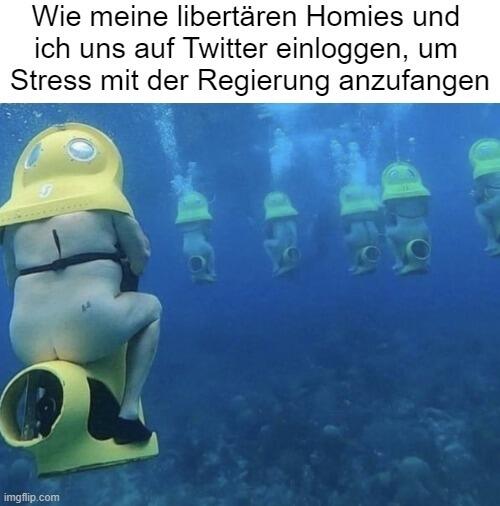 Wie meine libertären Homies und
ich uns auf Twitter einloggen, um
Stress mit der Regierung anzufangen
imgflip.com